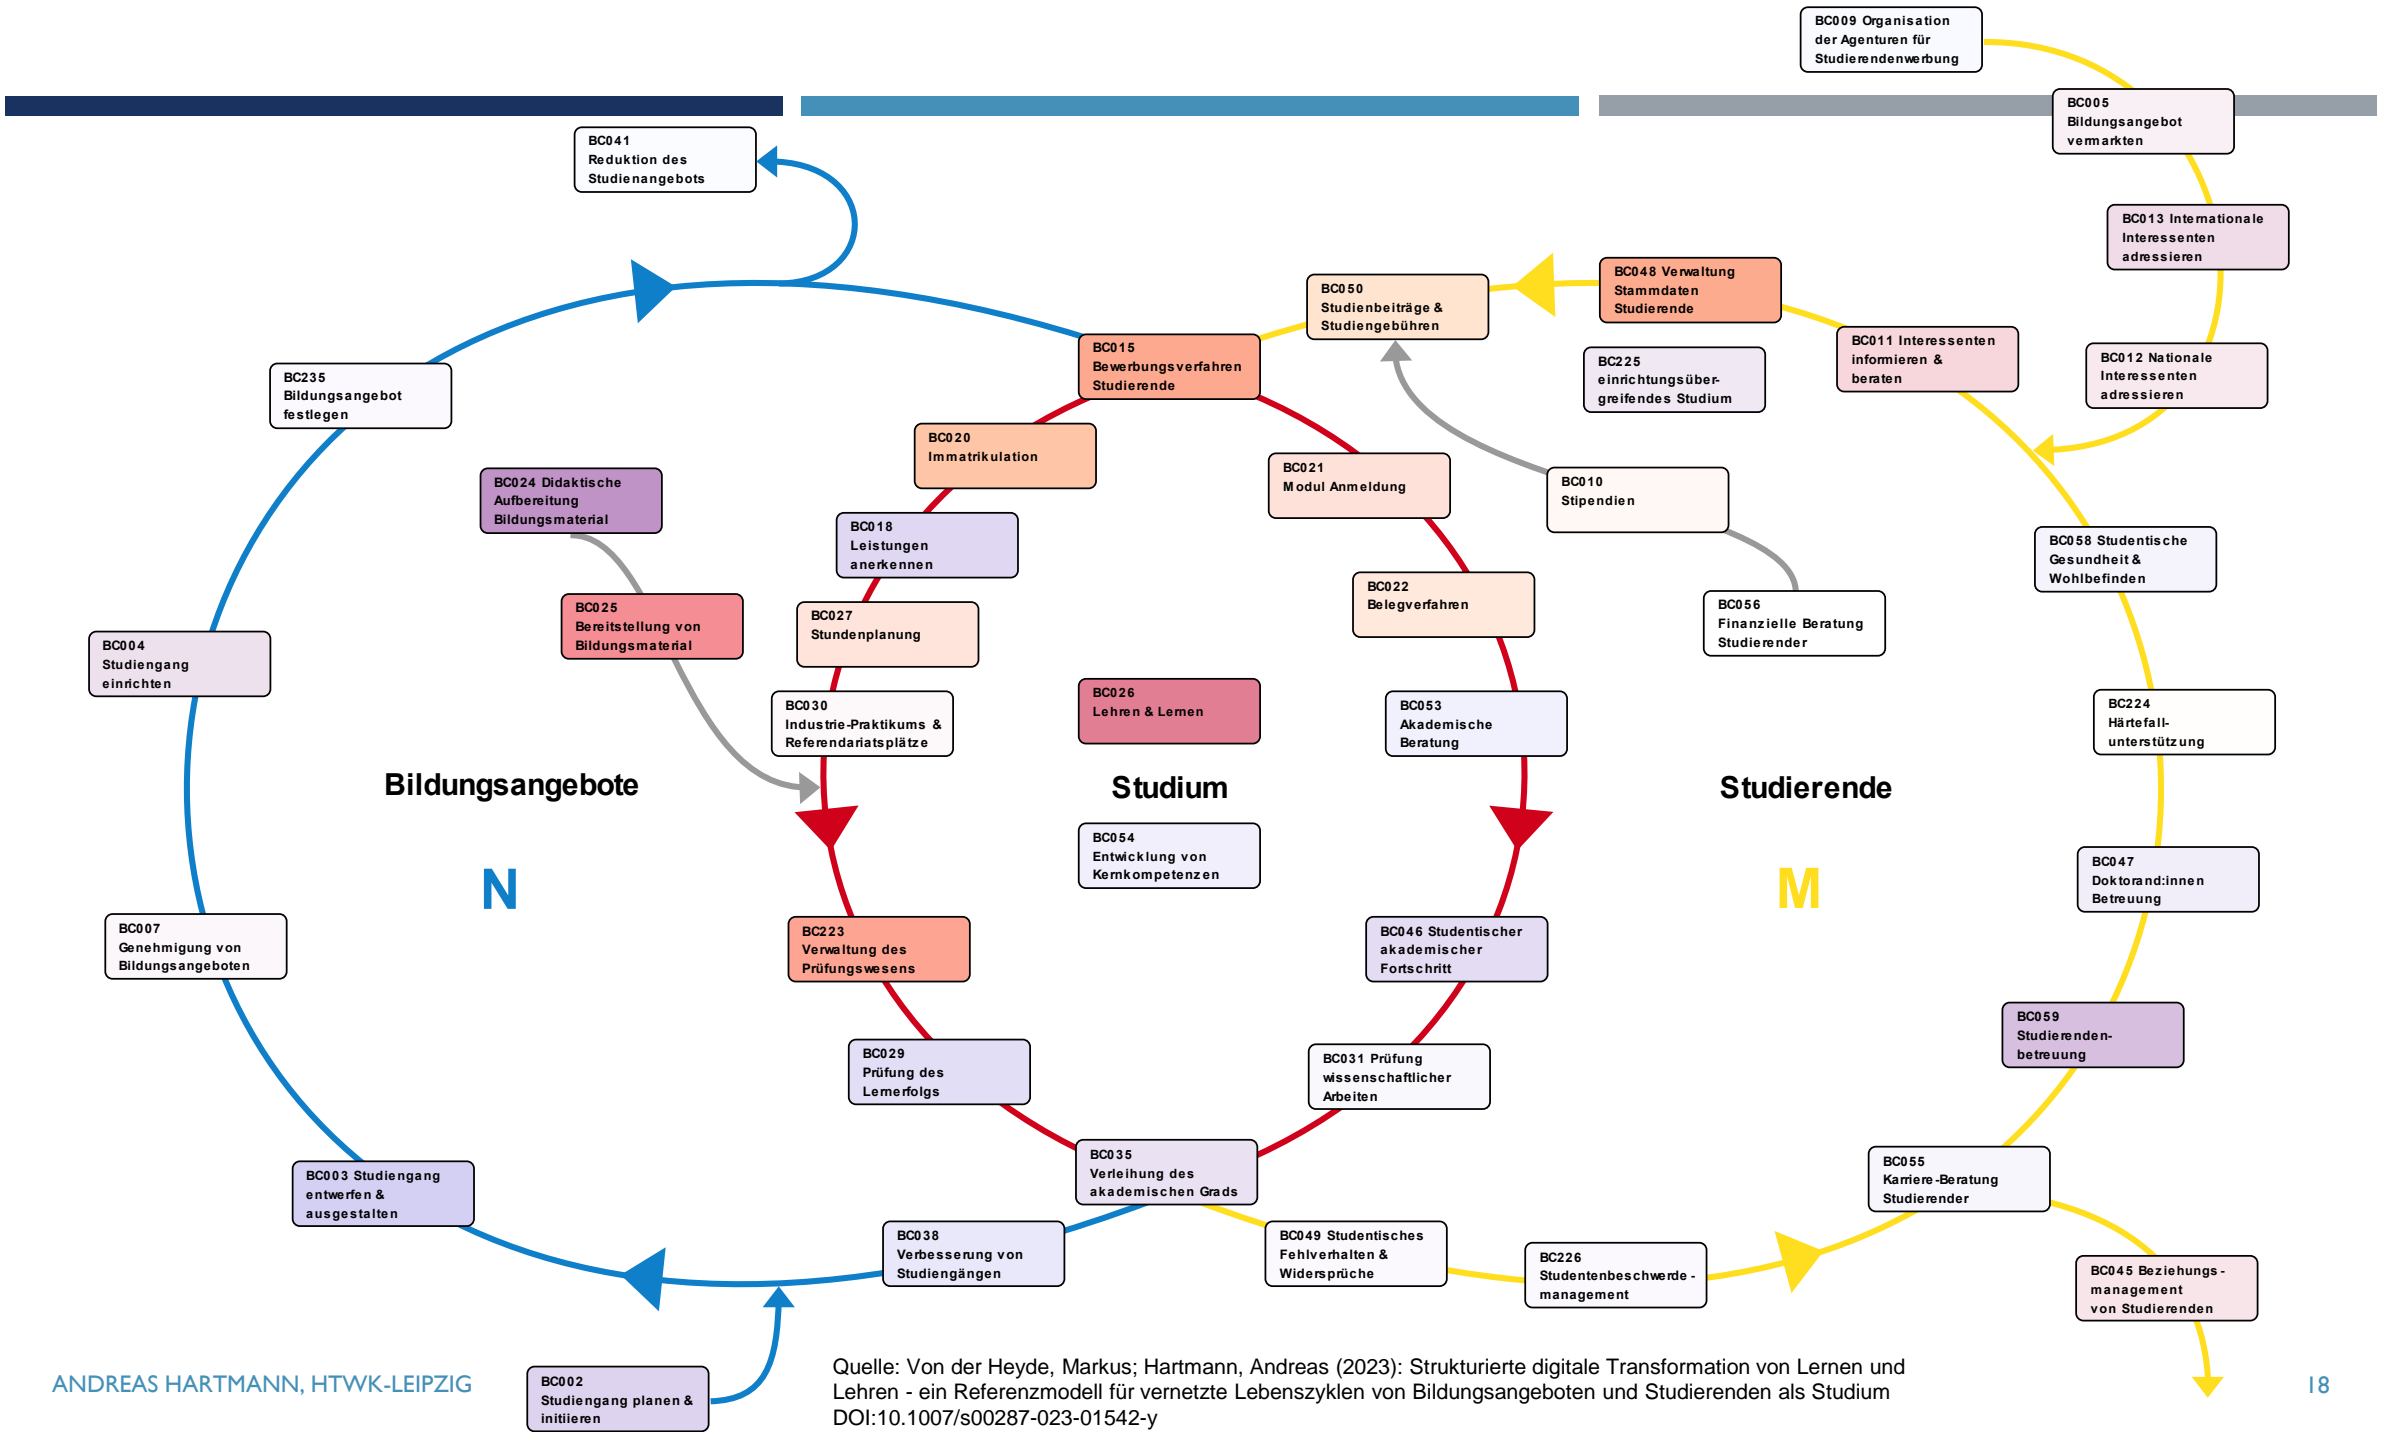 BC009 Organisation
der Agenturen für
Studierendenwerbung
BC005
Bildungsangebot
vermarkten
BC041
Reduktion des
Studienangebots
BC013 Internationale
Interessenten
adressieren
BC050
Studienbeiträge &
Studiengebühren
BC048 Verwaltung
Stammdaten
Studierende
BC015
Bewerbungsverfahren
Studierende
BC225
einrichtungsüber-
greifendes Studium
BC011 Interessenten
informieren &
beraten
BC012 Nationale
Interessenten
adressieren
BC235
Bildungsangebot
festlegen
BC020
Immatrikulation
BC021
Modul Anmeldung
BC024 Didaktische
Aufbereitung
Bildungsmaterial
BC010
Stipendien
BC018
Leistungen
anerkennen
BC058 Studentische
Gesundheit &
Wohlbefinden
BC025
Bereitstellung von
Bildungsmaterial
BC027
Stundenplanung
BC022
Belegverfahren
BC056
Finanzielle Beratung
Studierender
BC004
Studiengang
einrichten
BC030
Industrie-Praktikums &
Referendariatsplätze
BC026
Lehren & Lernen
BC053
Akademische
Beratung
BC224
Härtefall-
unterstützung
Bildungsangebote
Studium
Studierende
BC054
Entwicklung von
Kernkompetenzen
N
M
BC047
Doktorand:innen
Betreuung
BC007
Genehmigung von
Bildungsangeboten
BC223
Verwaltung des
Prüfungswesens
BC046 Studentischer
akademischer
Fortschritt
BC059
Studierenden-
betreuung
BC029
Prüfung des
Lernerfolgs
BC031 Prüfung
wissenschaftlicher
Arbeiten
BC035
Verleihung des
akademischen Grads
BC055
Karriere-Beratung
Studierender
BC003 Studiengang
entwerfen &
ausgestalten
BC038
Verbesserung von
Studiengängen
BC049 Studentisches
Fehlverhalten &
Widersprüche
BC226
Studentenbeschwerde-
management
BC045 Beziehungs-
management
von Studierenden
BC002
Studiengang planen &
initiieren
ANDREAS HARTMANN, HTWK-LEIPZIG
Quelle: Von der Heyde, Markus; Hartmann, Andreas (2023): Strukturierte digitale Transformation von Lernen und
Lehren - ein Referenzmodell für vernetzte Lebenszyklen von Bildungsangeboten und Studierenden als Studium
DOI:10.1007/s00287-023-01542-y
18